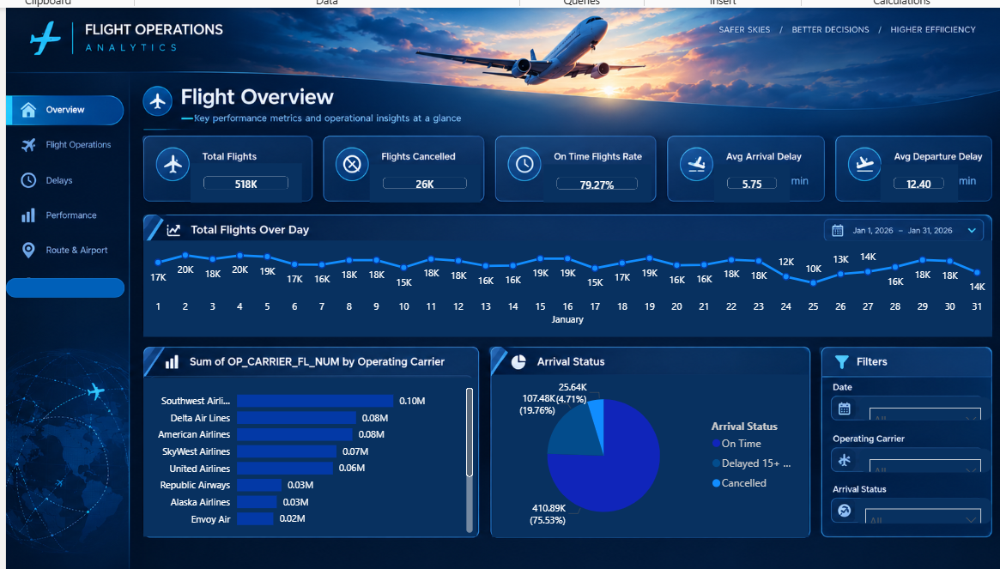 Clipboard
Data
Queries
Insert
Calculations
FLIGHT OPERATIONS
ANALYTICS
SAFER SKIES / BETTER DECISIONS / HIGHER EFFIICIENCY
Flight Overview
Key performance metrics and operational insights at a glance
Overview
Flight Operations
Delays
Performance
Route & Airport
Total Flights
518K
Flights Cancelled
26K
On Time Flights Rate
79.27%
Avg Arrival Delay
5.75 min
Avg Departure Delay
12.40 min
Total Flights Over Day
Jan 1, 2026 – Jan 31, 2026
17K 20K 18K 20K 19K 17K 16K 18K 18K 15K 18K 18K 16K 16K 19K 19K 15K 17K 19K 16K 16K 18K 18K 12K 10K 13K 14K 16K 18K 18K 14K
1 2 3 4 5 6 7 8 9 10 11 12 13 14 15 16 17 18 19 20 21 22 23 24 25 26 27 28 29 30 31
January
Sum of OP_CARRIER_FL_NUM by Operating Carrier
Southwest Airli... 0.10M
Delta Air Lines 0.08M
American Airlines 0.08M
SkyWest Airlines 0.07M
United Airlines 0.06M
Republic Airways 0.03M
Alaska Airlines 0.03M
Envoy Air 0.02M
Arrival Status
25.64K
(4.71%)
107.48K
(19.76%)
410.89K
(75.53%)
Arrival Status
On Time
Delayed 15+ ...
Cancelled
Filters
Date
All
Operating Carrier
All
Arrival Status
All